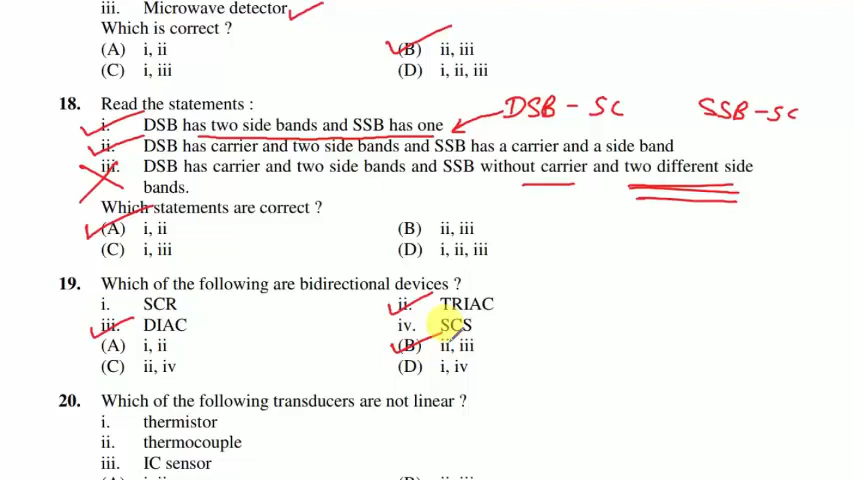 iii. Microwave detector
Which is correct ?
(A) i, ii (B) ii, iii
(C) i, iii (D) i, ii, iii
18. Read the statements :
DSB - SC SSB - SC
i. DSB has two side bands and SSB has one
ii. DSB has carrier and two side bands and SSB has a carrier and a side band
iii. DSB has carrier and two side bands and SSB without carrier and two different side
bands.
Which statements are correct ?
(A) i, ii (B) ii, iii
(C) i, iii (D) i, ii, iii
19. Which of the following are bidirectional devices ?
i. SCR ii. TRIAC
iii. DIAC iv. SCS
(A) i, ii (B) ii, iii
(C) ii, iv (D) i, iv
20. Which of the following transducers are not linear ?
i. thermistor
ii. thermocouple
iii. IC sensor